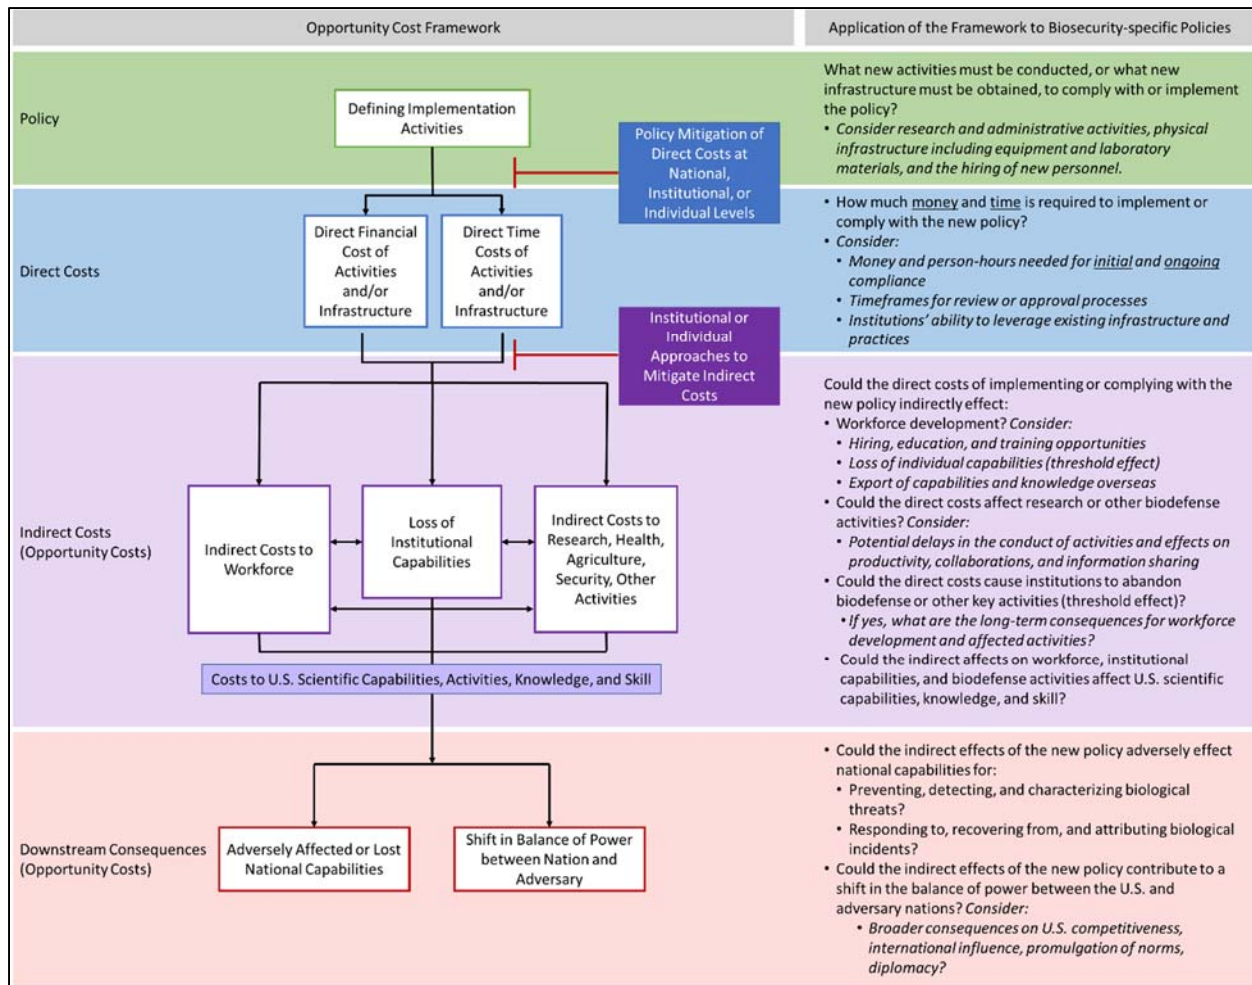 Opportunity Cost Framework
Application of the Framework to Biosecurity-specific Policies
Policy
Defining Implementation
Activities
Policy Mitigation of
Direct Costs at
National,
Institutional, or
Individual Levels
What new activities must be conducted, or what new
infrastructure must be obtained, to comply with or implement
the policy?
• Consider research and administrative activities, physical
infrastructure including equipment and laboratory
materials, and the hiring of new personnel.
Direct Costs
Direct Financial
Cost of
Activities
and/or
Infrastructure
Direct Time
Costs of
Activities
and/or
Infrastructure
Institutional or
Individual
Approaches to
Mitigate Indirect
Costs
• How much money and time is required to implement or
comply with the new policy?
• Consider:
• Money and person-hours needed for initial and ongoing
compliance
• Timeframes for review or approval processes
• Institutions' ability to leverage existing infrastructure and
practices
Indirect Costs
(Opportunity Costs)
Indirect Costs to
Workforce
Loss of
Institutional
Capabilities
Indirect Costs to
Research, Health,
Agriculture,
Security, Other
Activities
Costs to U.S. Scientific Capabilities, Activities, Knowledge, and Skill
Could the direct costs of implementing or complying with the
new policy indirectly effect:
• Workforce development? Consider:
• Hiring, education, and training opportunities
• Loss of individual capabilities (threshold effect)
• Export of capabilities and knowledge overseas
• Could the direct costs affect research or other biodefense
activities? Consider:
• Potential delays in the conduct of activities and effects on
productivity, collaborations, and information sharing
• Could the direct costs cause institutions to abandon
biodefense or other key activities (threshold effect)?
• If yes, what are the long-term consequences for workforce
development and affected activities?
- Could the indirect affects on workforce, institutional
capabilities, and biodefense activities affect U.S. scientific
capabilities, knowledge, and skill?
Downstream Consequences
(Opportunity Costs)
Adversely Affected or Lost
National Capabilities
Shift in Balance of Power
between Nation and
Adversary
• Could the indirect effects of the new policy adversely effect
national capabilities for:
• Preventing, detecting, and characterizing biological
threats?
• Responding to, recovering from, and attributing biological
incidents?
• Could the indirect effects of the new policy contribute to a
shift in the balance of power between the U.S. and
adversary nations? Consider:
• Broader consequences on U.S. competitiveness,
international influence, promulgation of norms,
diplomacy?